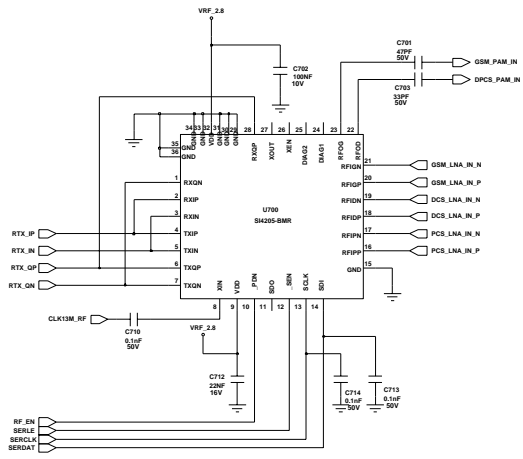 VRF_2.8
C701
47PF
50V
GSM_PAM_IN
C702
100NF
10V
C703
33PF
50V
DPCS_PAM_IN
34 33 32 31 30 29 28 27 26 25 24 23 22
GND GND GND VDD GND GND GND RXQP XOUT XEN DIAG2 DIAG1 RFOG RFOD
35 GND
36 GND
U700
SI4205-BMR
1 RXQN
2 RXIP
3 RXIN
4 TXIP
5 TXIN
6 TXQP
7 TXQN
RTX_IP
RTX_IN
RTX_QP
RTX_QN
RFIGN 21 GSM_LNA_IN_N
RFIGP 20 GSM_LNA_IN_P
RFIDN 19 DCS_LNA_IN_N
RFIDP 18 DCS_LNA_IN_P
RFIPN 17 PCS_LNA_IN_N
RFIPP 16 PCS_LNA_IN_P
GND 15
XIN VDD _PDN SDO _SEN SCLK SDI
8 9 10 11 12 13 14
CLK13M_RF
C710
0.1nF
50V
VRF_2.8
C712
22NF
16V
C714
0.1nF
50V
C713
0.1nF
50V
RF_EN
SERLE
SERCLK
SERDAT